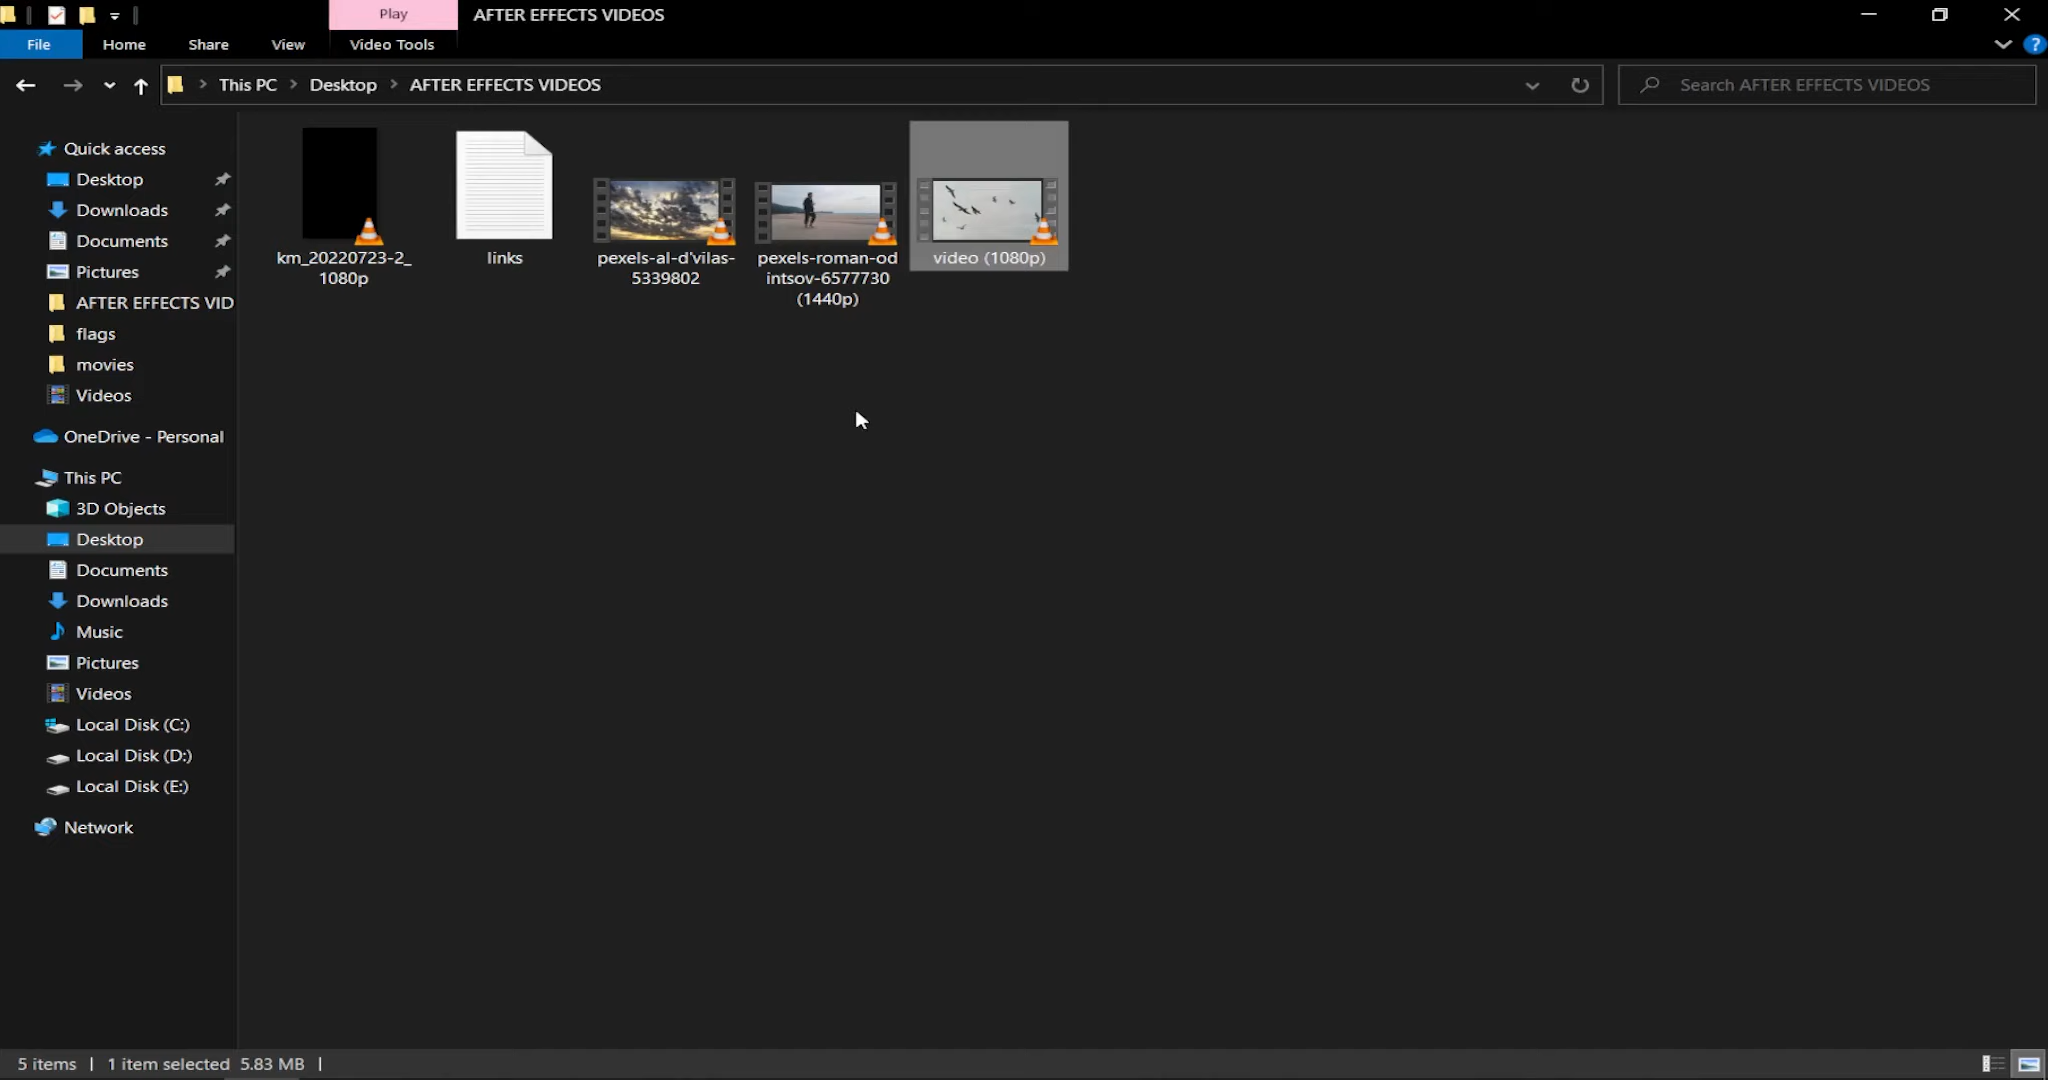 Play
AFTER EFFECTS VIDEOS
File
Home
Share
View
Video Tools
?
This PC
Desktop
AFTER EFFECTS VIDEOS
Search AFTER EFFECTS VIDEOS
Quick access
Desktop
Downloads
Documents
Pictures
AFTER EFFECTS VID
flags
movies
Videos
OneDrive - Personal
This PC
3D Objects
Desktop
Documents
Downloads
Music
Pictures
Videos
Local Disk (C:)
Local Disk (D:)
Local Disk (E:)
Network
km_20220723-2_
1080p
links
pexels-al-d'vilas-
5339802
pexels-roman-od
intsov-6577730
(1440p)
video (1080p)
5 items
1 item selected 5.83 MB